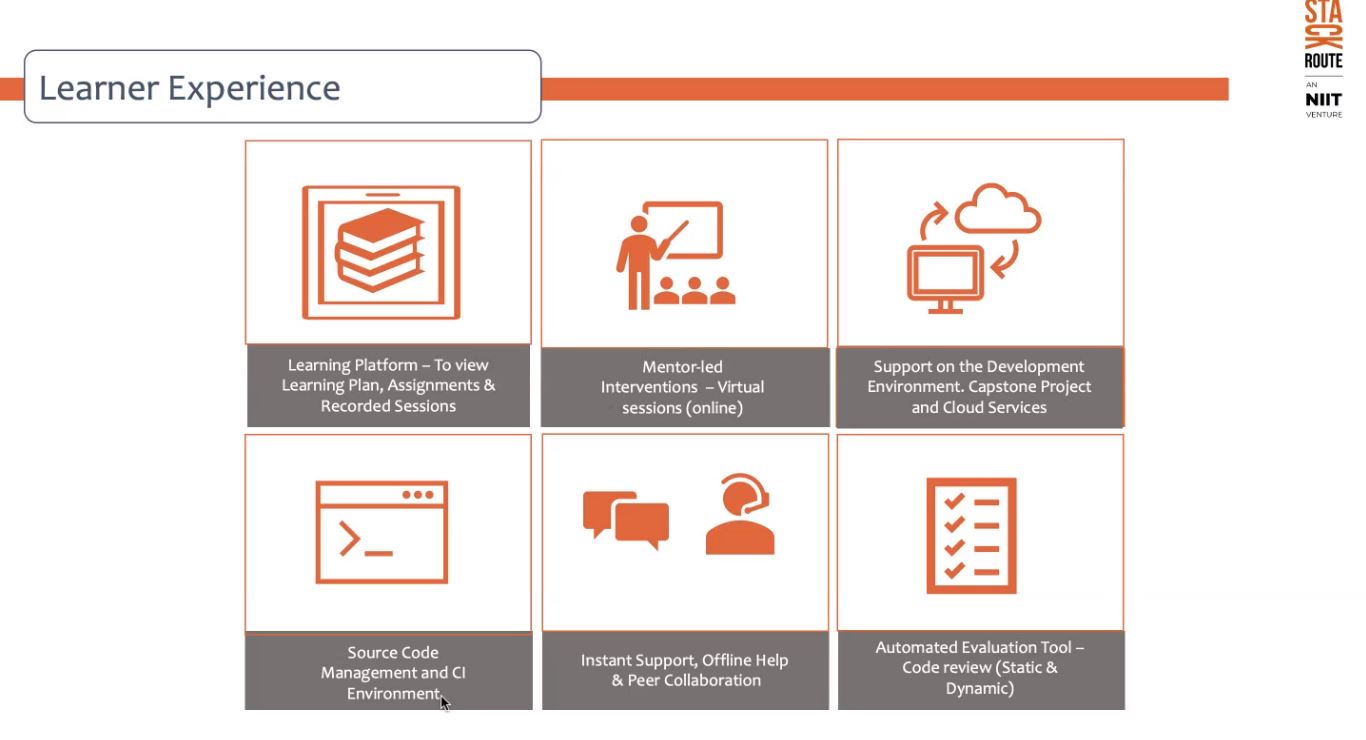 STA
CK
ROUTE
AN
NIIT
VENTURE
Learner Experience
Learning Platform – To view
Learning Plan, Assignments &
Recorded Sessions
Mentor-led
Interventions – Virtual
sessions (online)
Support on the Development
Environment. Capstone Project
and Cloud Services
Source Code
Management and CI
Environment.
Instant Support, Offline Help
& Peer Collaboration
Automated Evaluation Tool –
Code review (Static &
Dynamic)